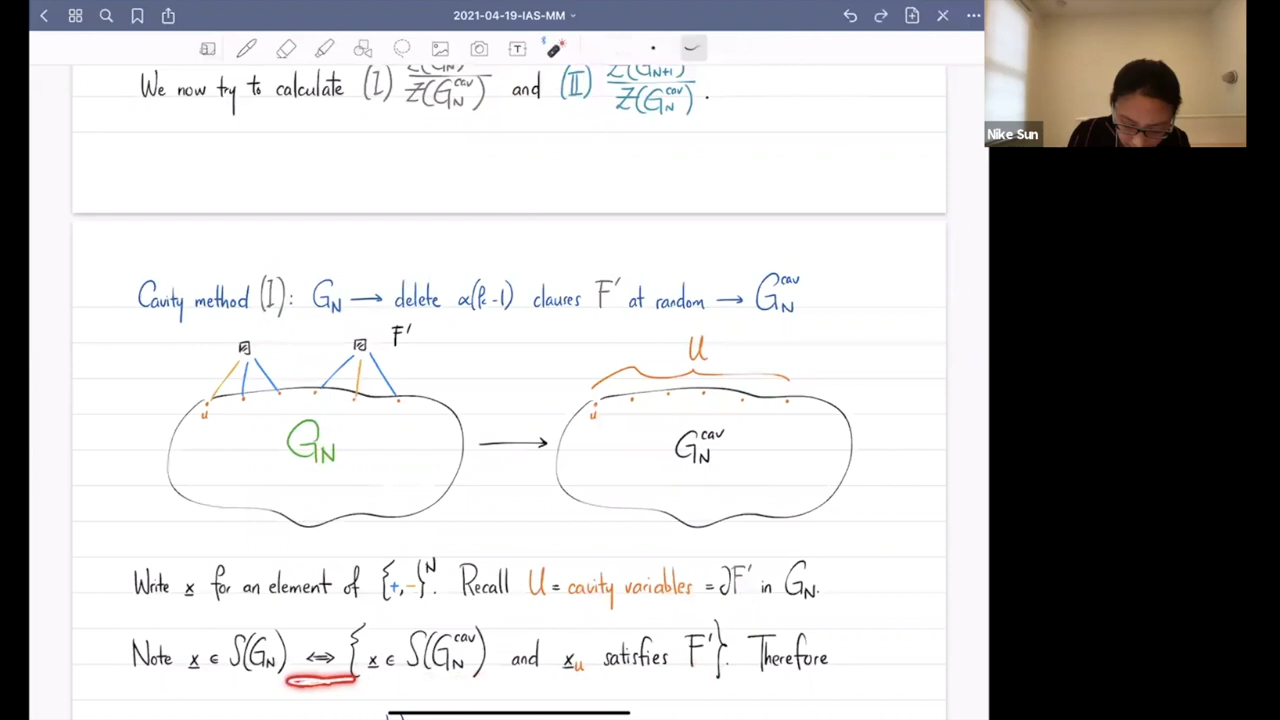 2021-04-19-IAS-MM
We now try to calculate (I) Z(G_N) / Z(G_N^cav) and (II) Z(G_{N+1}) / Z(G_N^cav) .
Nike Sun
Cavity method (I): G_N → delete α(k-1) clauses F' at random → G_N^cav
F'
U
u
u
G_N
G_N^cav
Write x for an element of {+,-}^N. Recall U = cavity variables = ∂F' in G_N.
Note x ∈ S(G_N) ⇔ { x ∈ S(G_N^cav) and x_u satisfies F' }. Therefore